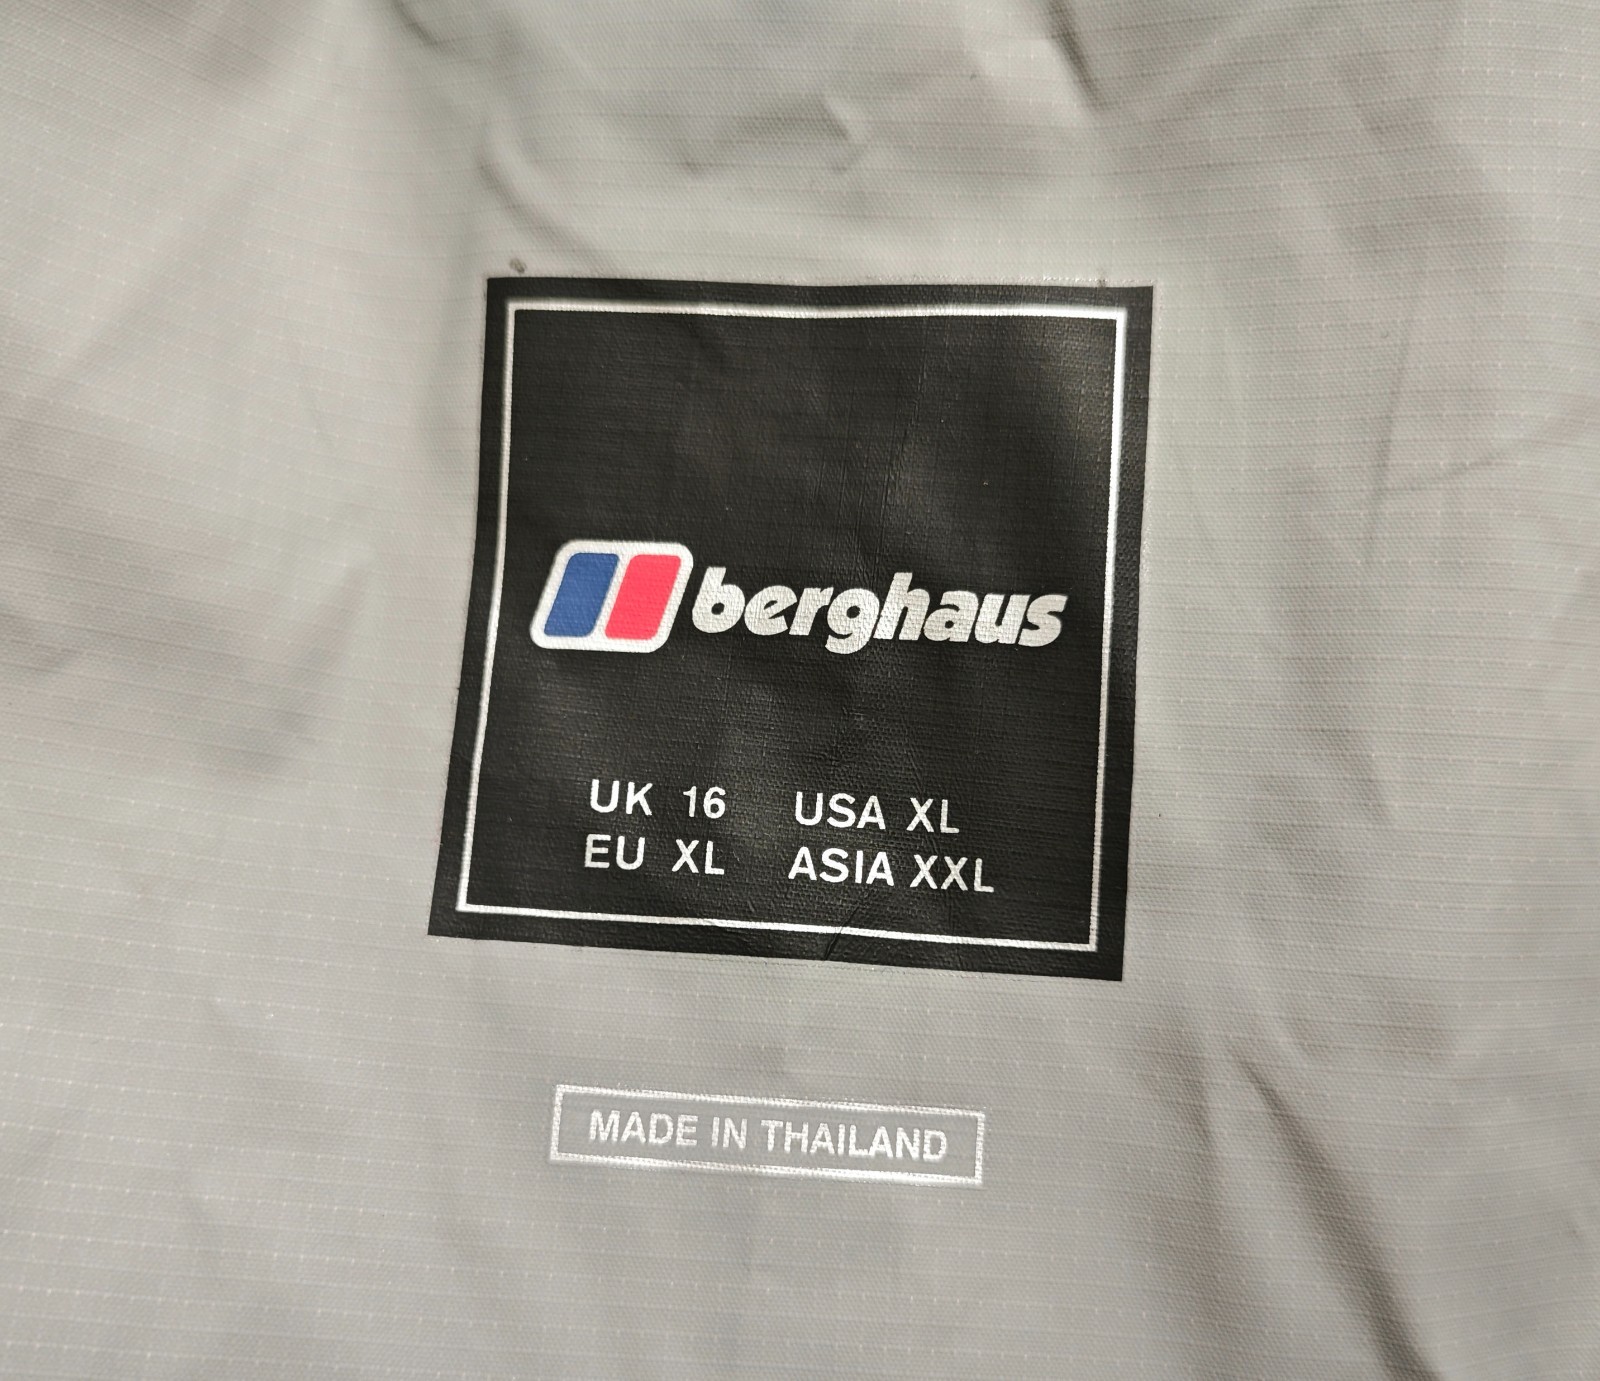 berghaus
UK 16 USA XL
EU XL ASIA XXL
MADE IN THAILAND